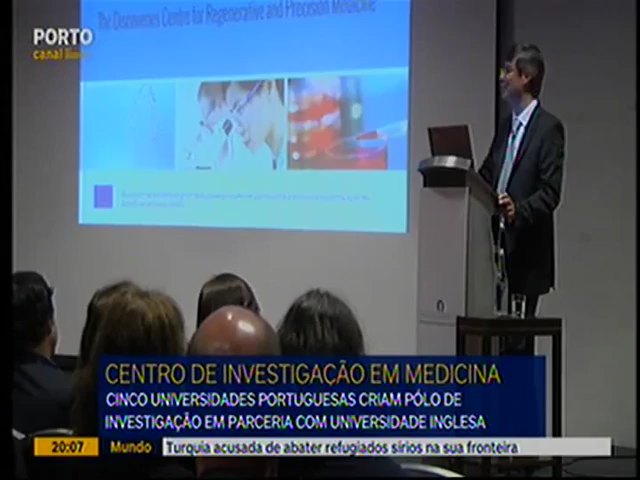 PORTO
canal
The Discoveries Centre for Regenerative and Precision Medicine
CENTRO DE INVESTIGAÇÃO EM MEDICINA
CINCO UNIVERSIDADES PORTUGUESAS CRIAM PÓLO DE
INVESTIGAÇÃO EM PARCERIA COM UNIVERSIDADE INGLESA
20:07 Mundo Turquia acusada de abater refugiados sírios na sua fronteira